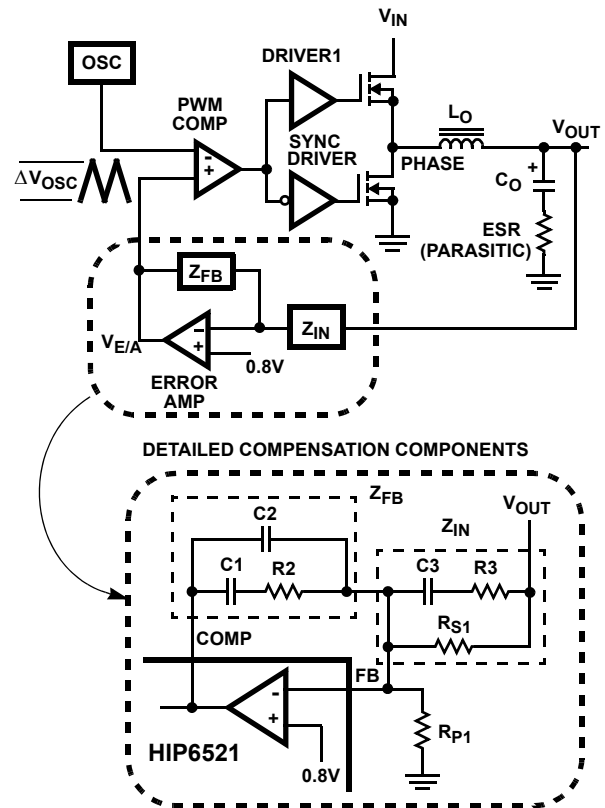 V_IN
OSC
DRIVER1
PWM
COMP
L_O
V_OUT
SYNC
DRIVER
-
+
PHASE
ΔV_OSC
+
C_O
ESR
(PARASITIC)
Z_FB
-
+
Z_IN
V_E/A
0.8V
ERROR
AMP
DETAILED COMPENSATION COMPONENTS
Z_FB
V_OUT
C2
Z_IN
C1
R2
C3
R3
R_S1
COMP
FB
-
+
R_P1
HIP6521
0.8V